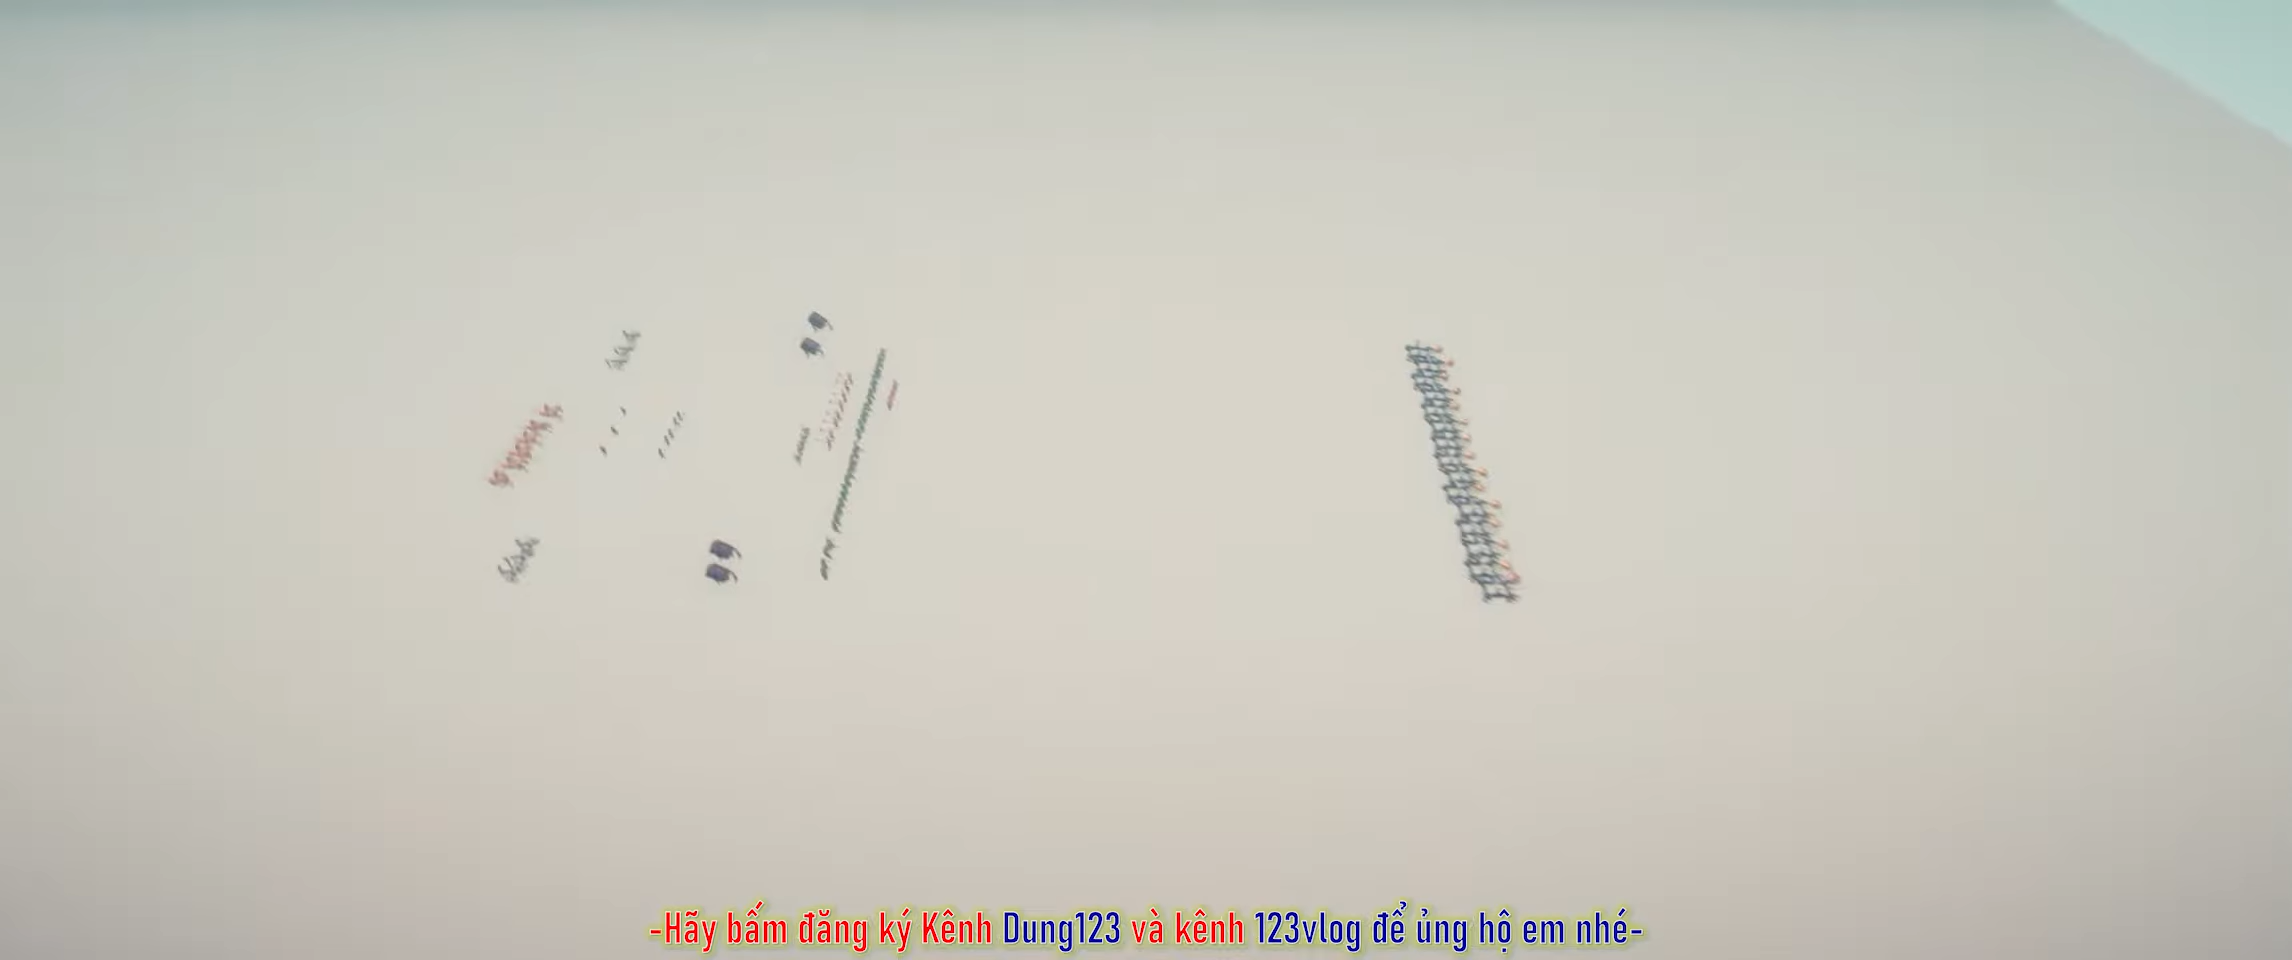 -Hãy bấm đăng ký Kênh Dung123 và kênh 123vlog để ủng hộ em nhé-